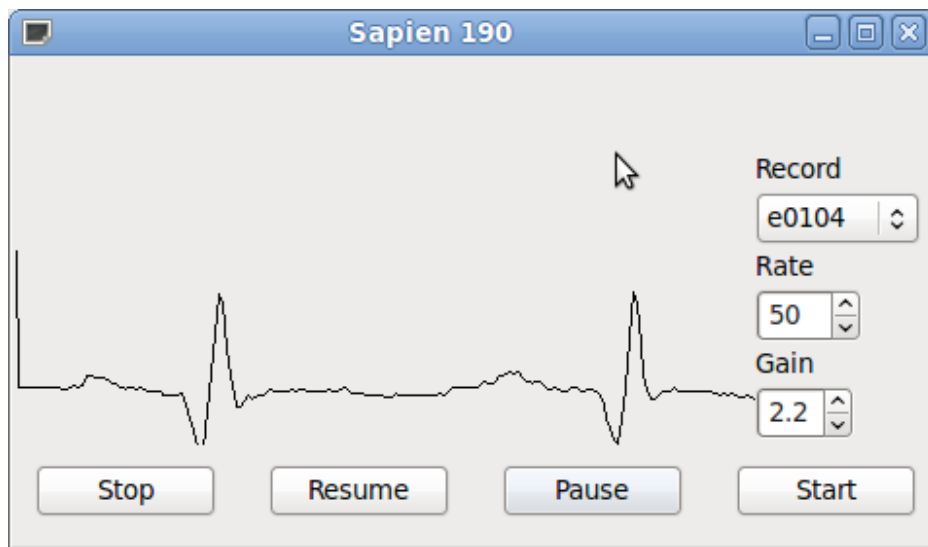 Sapien 190
Record
e0104
Rate
50
Gain
2.2
Stop Resume Pause Start